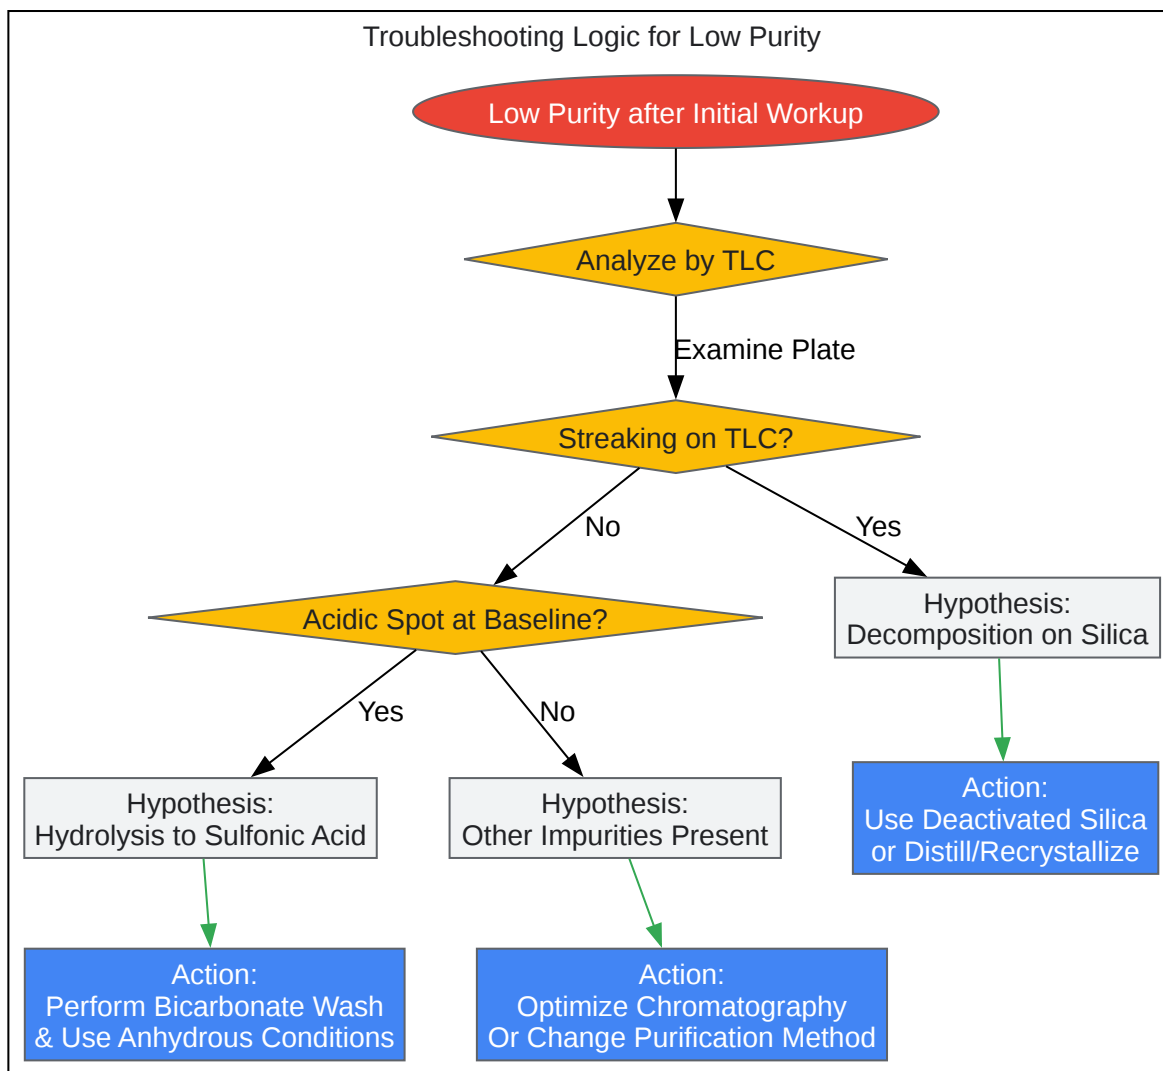 Troubleshooting Logic for Low Purity
Low Purity after Initial Workup
Analyze by TLC
Examine Plate
Streaking on TLC?
No
Yes
Acidic Spot at Baseline?
Hypothesis:
Decomposition on Silica
Yes
No
Hypothesis:
Hydrolysis to Sulfonic Acid
Hypothesis:
Other Impurities Present
Action:
Use Deactivated Silica
or Distill/Recrystallize
Action:
Perform Bicarbonate Wash
& Use Anhydrous Conditions
Action:
Optimize Chromatography
Or Change Purification Method